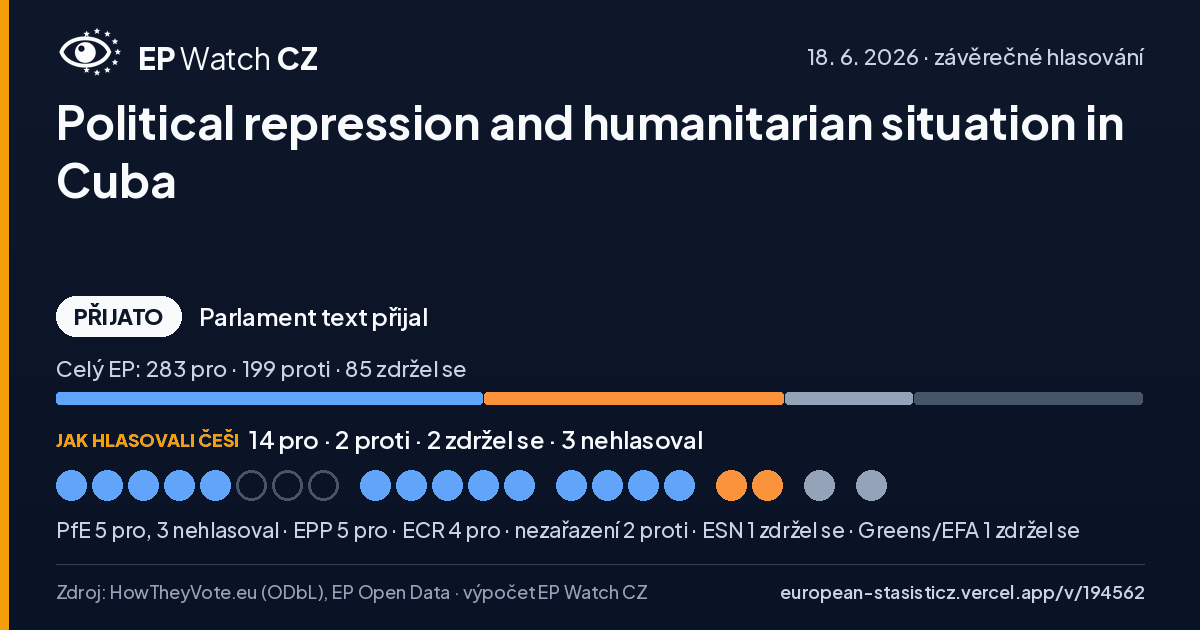 EP Watch CZ
18. 6. 2026 · závěrečné hlasování
Political repression and humanitarian situation in
Cuba
PŘIJATO
Parlament text přijal
Celý EP: 283 pro · 199 proti · 85 zdržel se
JAK HLASOVALI ČEŠI 14 pro · 2 proti · 2 zdržel se · 3 nehlasoval
PfE 5 pro, 3 nehlasoval · EPP 5 pro · ECR 4 pro · nezařazení 2 proti · ESN 1 zdržel se · Greens/EFA 1 zdržel se
Zdroj: HowTheyVote.eu (ODbL), EP Open Data · výpočet EP Watch CZ
european-stasisticz.vercel.app/v/194562